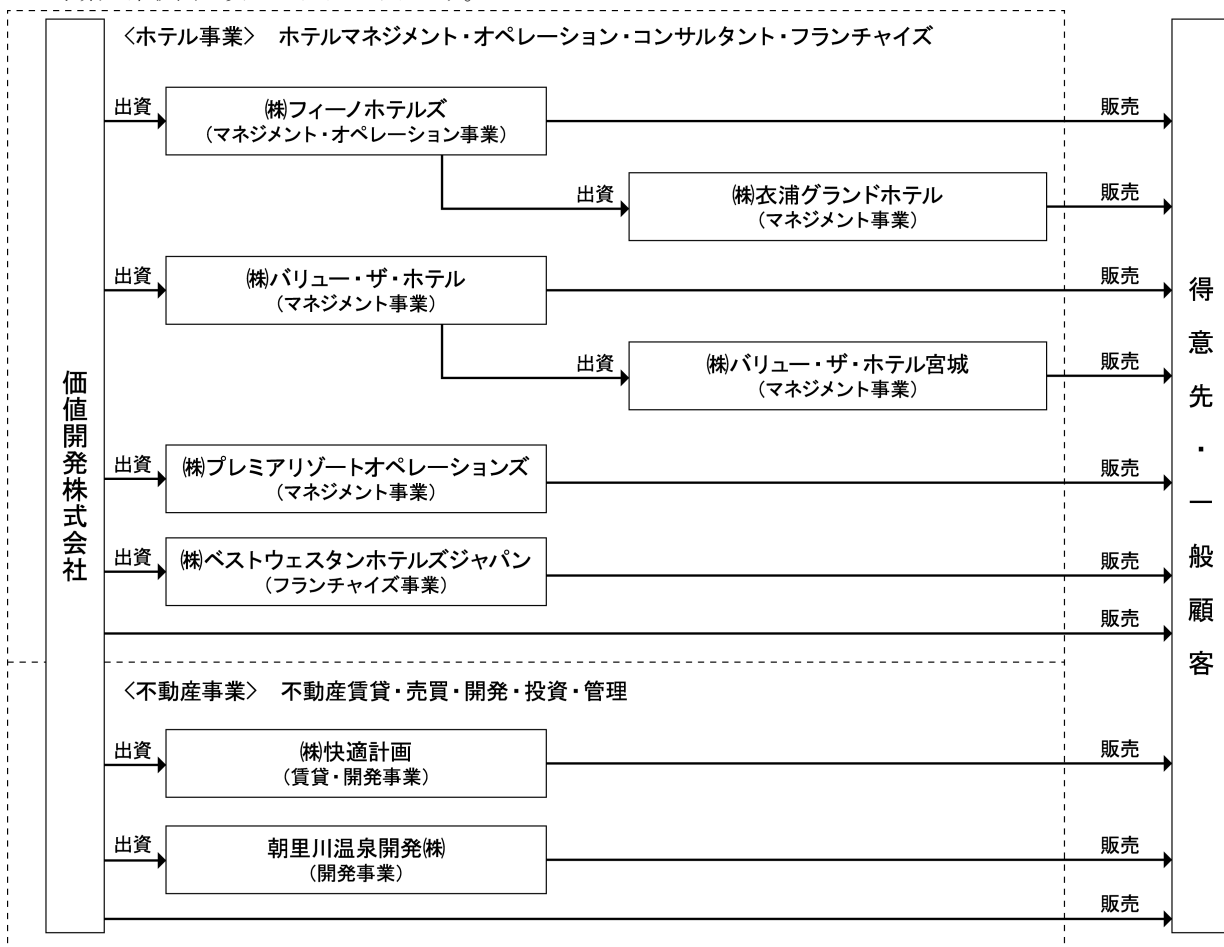 〈ホテル事業〉 ホテルマネジメント・オペレーション・コンサルタント・フランチャイズ
出資
㈱フィーノホテルズ
(マネジメント・オペレーション事業)
販売
出資
㈱衣浦グランドホテル
(マネジメント事業)
販売
出資
㈱バリュー・ザ・ホテル
(マネジメント事業)
販売
出資
㈱バリュー・ザ・ホテル宮城
(マネジメント事業)
販売
価値開発株式会社
得意先・一般顧客
出資
㈱プレミアリゾートオペレーションズ
(マネジメント事業)
販売
出資
㈱ベストウェスタンホテルズジャパン
(フランチャイズ事業)
販売
販売
〈不動産事業〉 不動産賃貸・売買・開発・投資・管理
出資
㈱快適計画
(賃貸・開発事業)
販売
出資
朝里川温泉開発㈱
(開発事業)
販売
販売